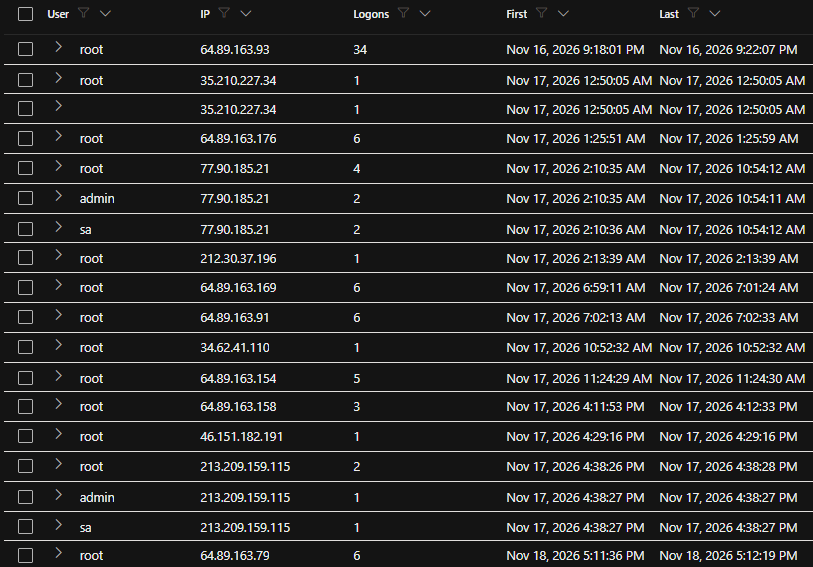 User IP Logons First Last
root 64.89.163.93 34 Nov 16, 2026 9:18:01 PM Nov 16, 2026 9:22:07 PM
root 35.210.227.34 1 Nov 17, 2026 12:50:05 AM Nov 17, 2026 12:50:05 AM
35.210.227.34 1 Nov 17, 2026 12:50:05 AM Nov 17, 2026 12:50:05 AM
root 64.89.163.176 6 Nov 17, 2026 1:25:51 AM Nov 17, 2026 1:25:59 AM
root 77.90.185.21 4 Nov 17, 2026 2:10:35 AM Nov 17, 2026 10:54:12 AM
admin 77.90.185.21 2 Nov 17, 2026 2:10:35 AM Nov 17, 2026 10:54:11 AM
sa 77.90.185.21 2 Nov 17, 2026 2:10:36 AM Nov 17, 2026 10:54:12 AM
root 212.30.37.196 1 Nov 17, 2026 2:13:39 AM Nov 17, 2026 2:13:39 AM
root 64.89.163.169 6 Nov 17, 2026 6:59:11 AM Nov 17, 2026 7:01:24 AM
root 64.89.163.91 6 Nov 17, 2026 7:02:13 AM Nov 17, 2026 7:02:33 AM
root 34.62.41.110 1 Nov 17, 2026 10:52:32 AM Nov 17, 2026 10:52:32 AM
root 64.89.163.154 5 Nov 17, 2026 11:24:29 AM Nov 17, 2026 11:24:30 AM
root 64.89.163.158 3 Nov 17, 2026 4:11:53 PM Nov 17, 2026 4:12:33 PM
root 46.151.182.191 1 Nov 17, 2026 4:29:16 PM Nov 17, 2026 4:29:16 PM
root 213.209.159.115 2 Nov 17, 2026 4:38:26 PM Nov 17, 2026 4:38:28 PM
admin 213.209.159.115 1 Nov 17, 2026 4:38:27 PM Nov 17, 2026 4:38:27 PM
sa 213.209.159.115 1 Nov 17, 2026 4:38:27 PM Nov 17, 2026 4:38:27 PM
root 64.89.163.79 6 Nov 18, 2026 5:11:36 PM Nov 18, 2026 5:12:19 PM